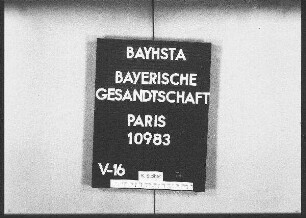 BAYHSTA
BAYERISCHE
GESANDTSCHAFT
PARIS
10983
V-16